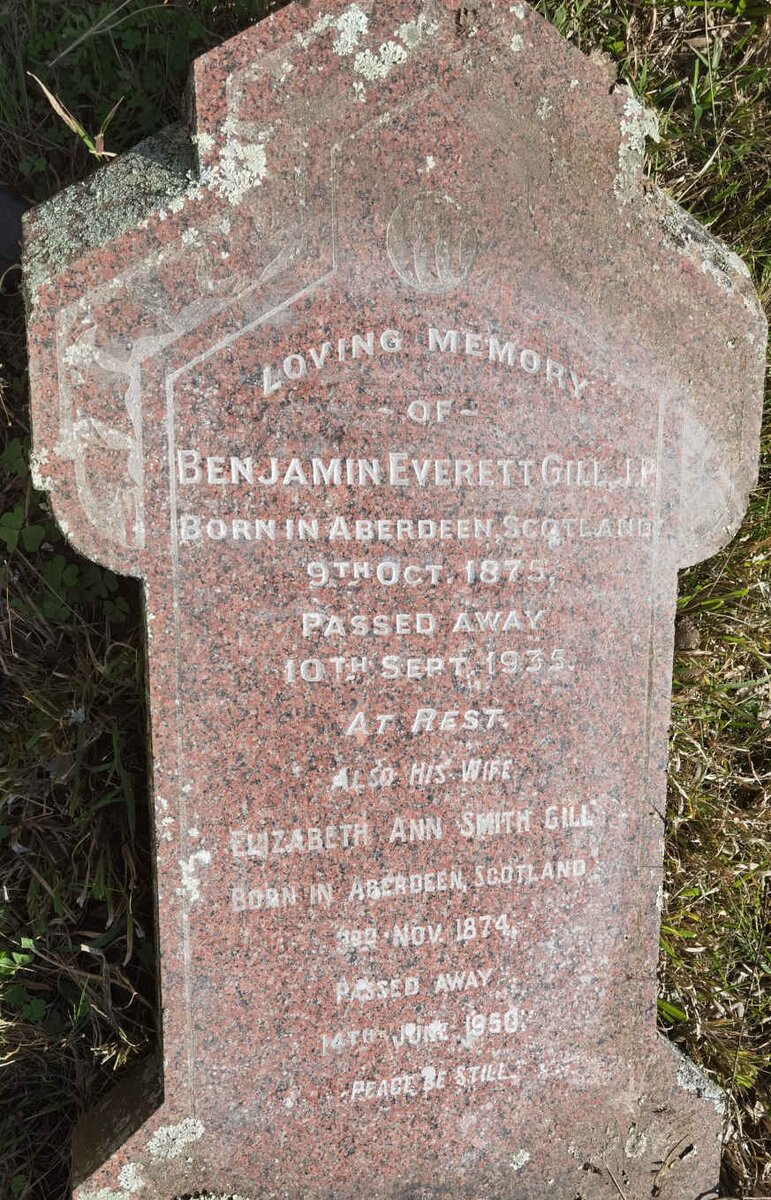 LOVING MEMORY
- OF -
BENJAMIN EVERETT GILL, J.P.
BORN IN ABERDEEN, SCOTLAND
9TH OCT. 1875,
PASSED AWAY
10TH SEPT. 1935.
AT REST.
ALSO HIS WIFE
ELIZABETH ANN SMITH GILL
BORN IN ABERDEEN, SCOTLAND,
NOV. 1874,
PASSED AWAY
14TH JUNE 1950.
PEACE BE STILL.